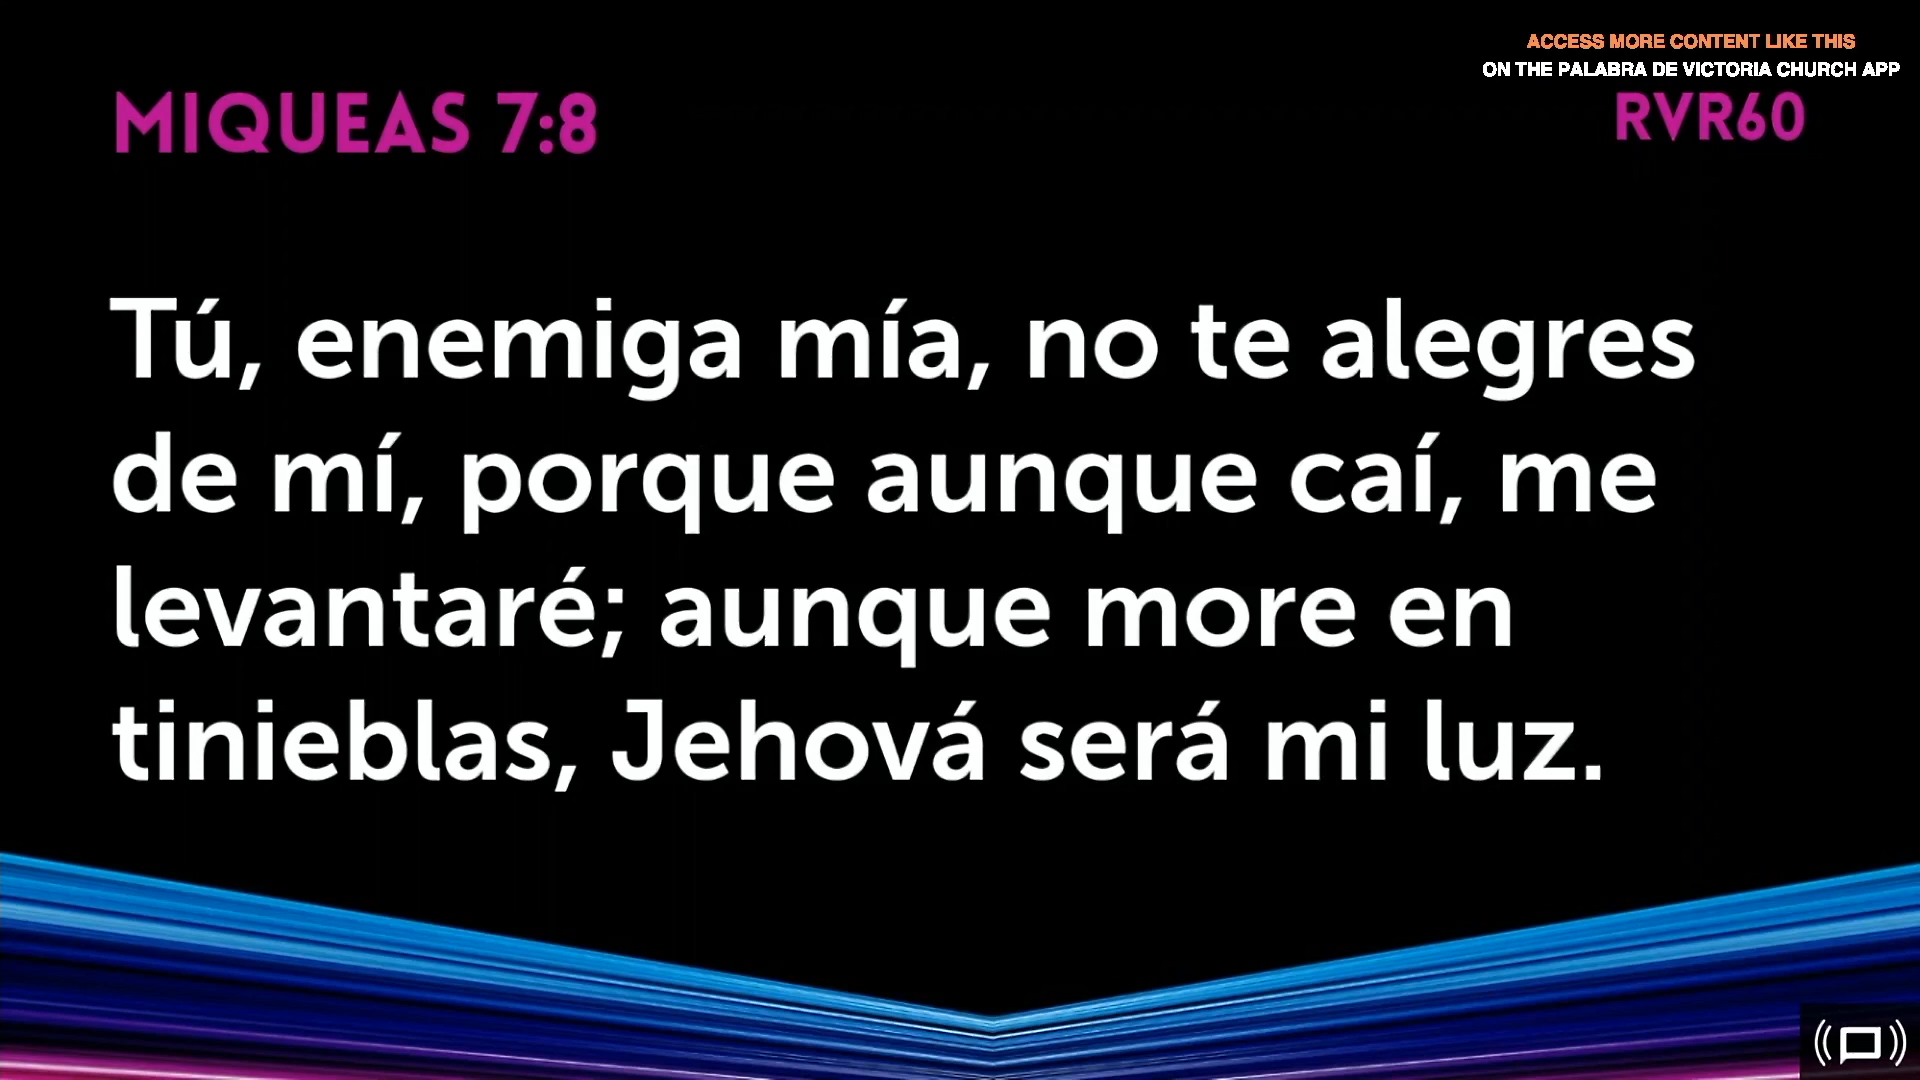 ACCESS MORE CONTENT LIKE THIS
ON THE PALABRA DE VICTORIA CHURCH APP
MIQUEAS 7:8
RVR60
Tú, enemiga mía, no te alegres
de mí, porque aunque caí, me
levantaré; aunque more en
tinieblas, Jehová será mi luz.